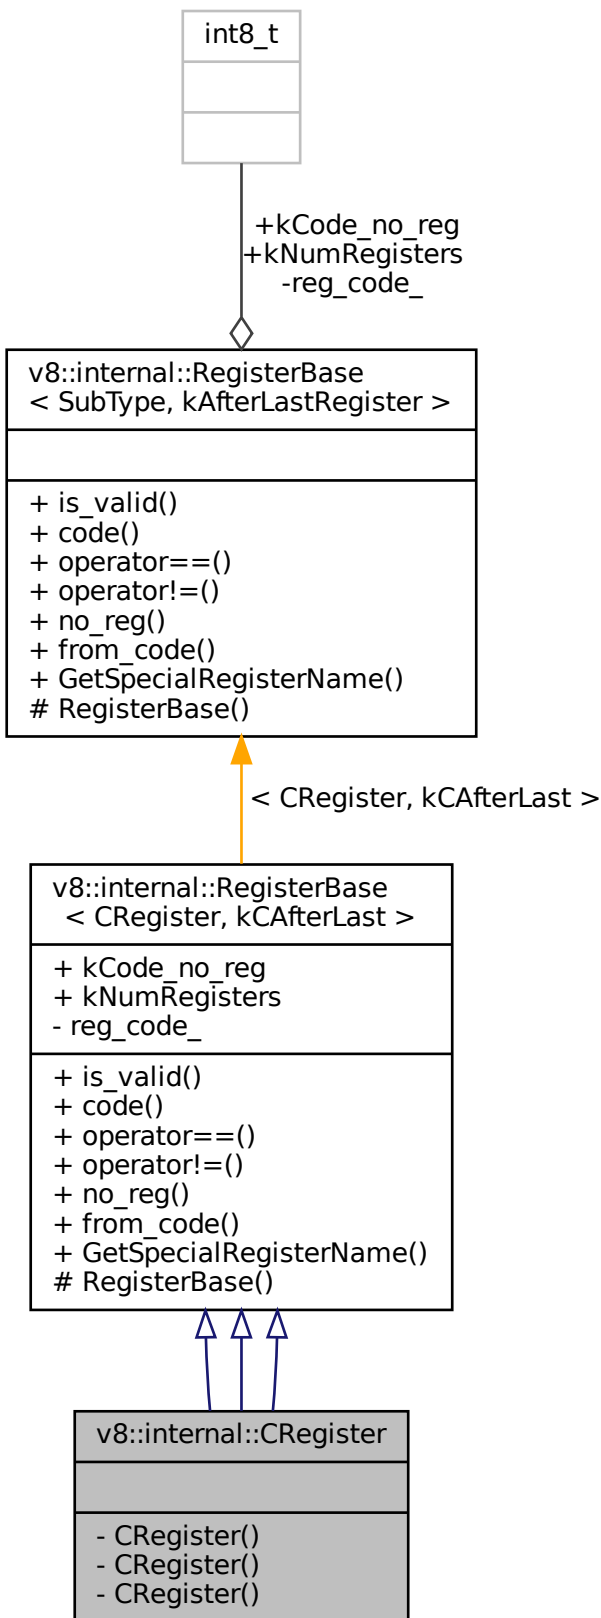 int8_t
+kCode_no_reg
+kNumRegisters
-reg_code_
v8::internal::RegisterBase
< SubType, kAfterLastRegister >
+ is_valid()
+ code()
+ operator==()
+ operator!=()
+ no_reg()
+ from_code()
+ GetSpecialRegisterName()
# RegisterBase()
< CRegister, kCAfterLast >
v8::internal::RegisterBase
< CRegister, kCAfterLast >
+ kCode_no_reg
+ kNumRegisters
- reg_code_
+ is_valid()
+ code()
+ operator==()
+ operator!=()
+ no_reg()
+ from_code()
+ GetSpecialRegisterName()
# RegisterBase()
v8::internal::CRegister
- CRegister()
- CRegister()
- CRegister()